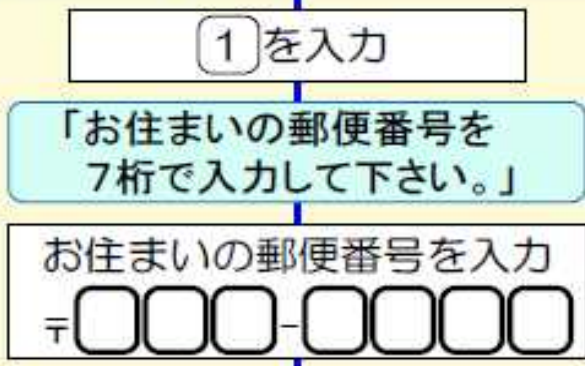 1を入力
「お住まいの郵便番号を
7桁で入力して下さい。」
お住まいの郵便番号を入力
〒□□□-□□□□